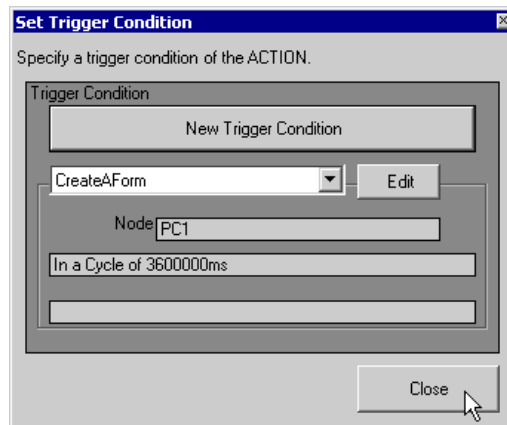 Set Trigger Condition
Specify a trigger condition of the ACTION.
Trigger Condition
New Trigger Condition
CreateAForm
Edit
Node PC1
In a Cycle of 3600000ms
Close